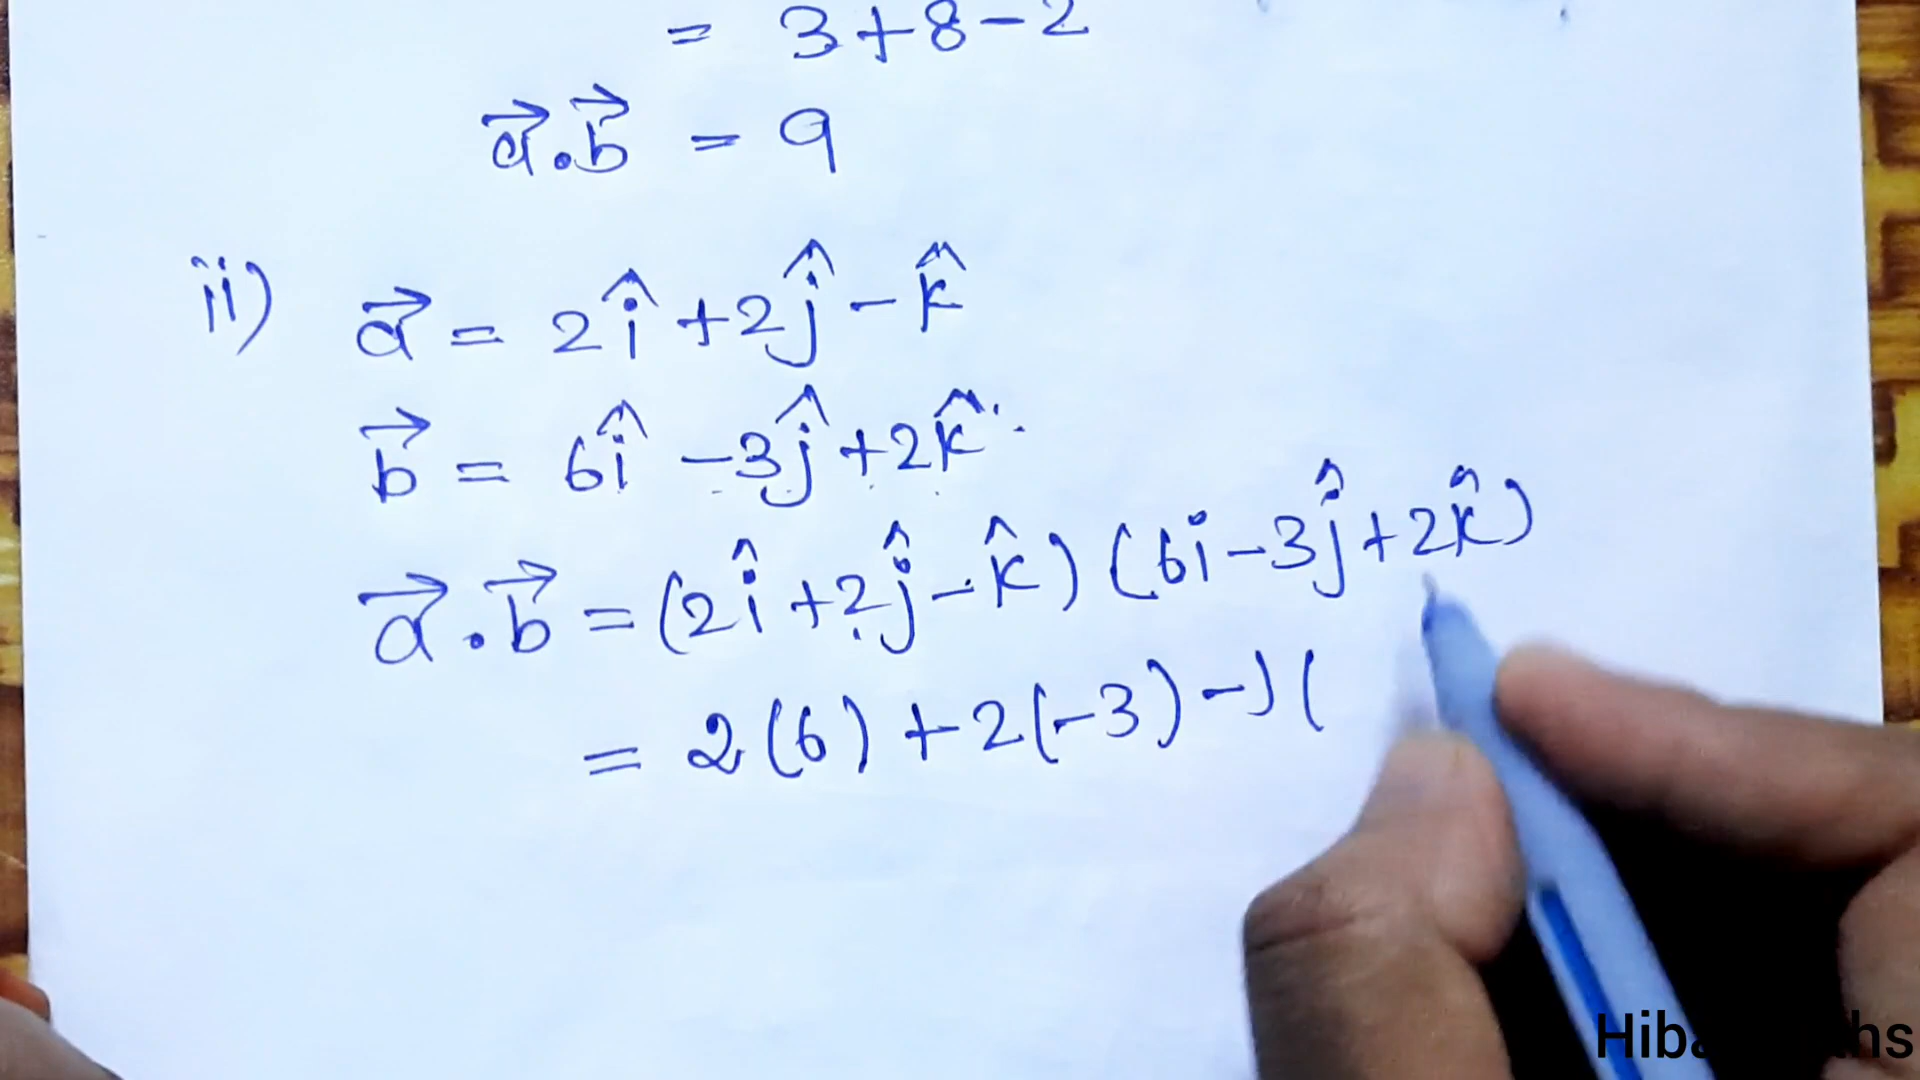 = 3+8-2
a⃗.b⃗ = 9
ii) a⃗ = 2î+2ĵ-k̂
b⃗ = 6î-3ĵ+2k̂
a⃗.b⃗ = (2î+2ĵ-k̂)(6i-3ĵ+2k̂)
= 2(6)+2(-3)-1(